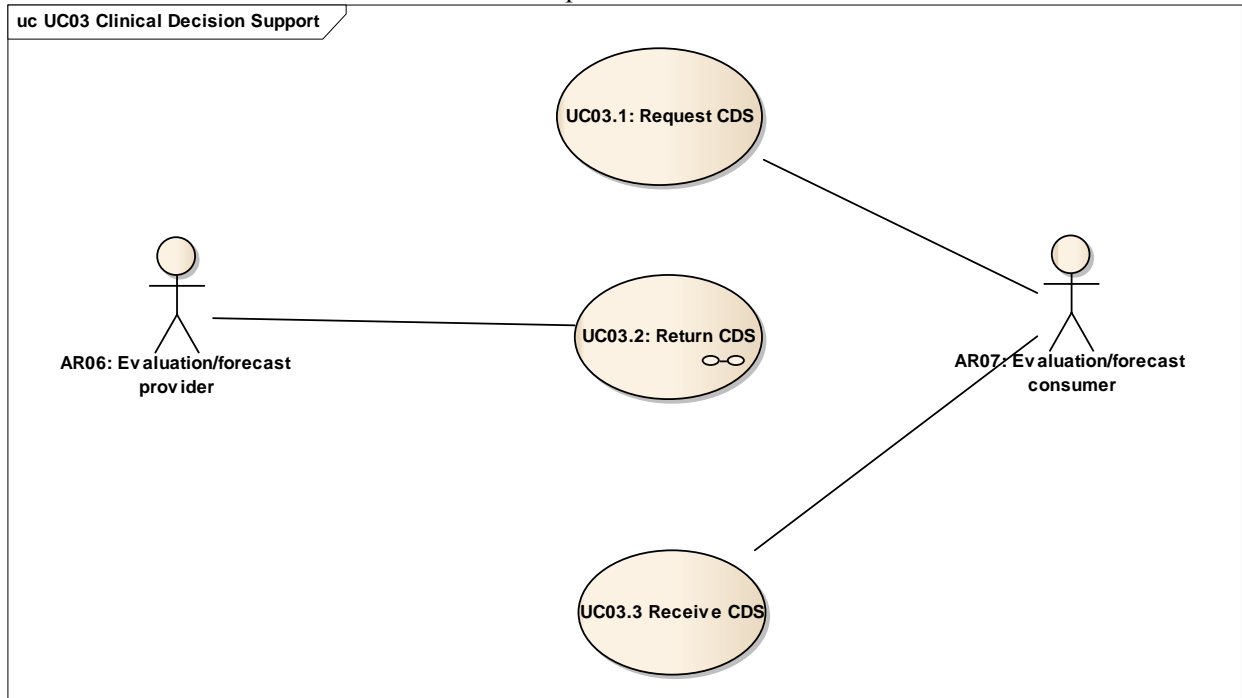 uc UC03 Clinical Decision Support
UC03.1: Request CDS
UC03.2: Return CDS
AR06: Evaluation/forecast
provider
AR07: Evaluation/forecast
consumer
UC03.3 Receive CDS